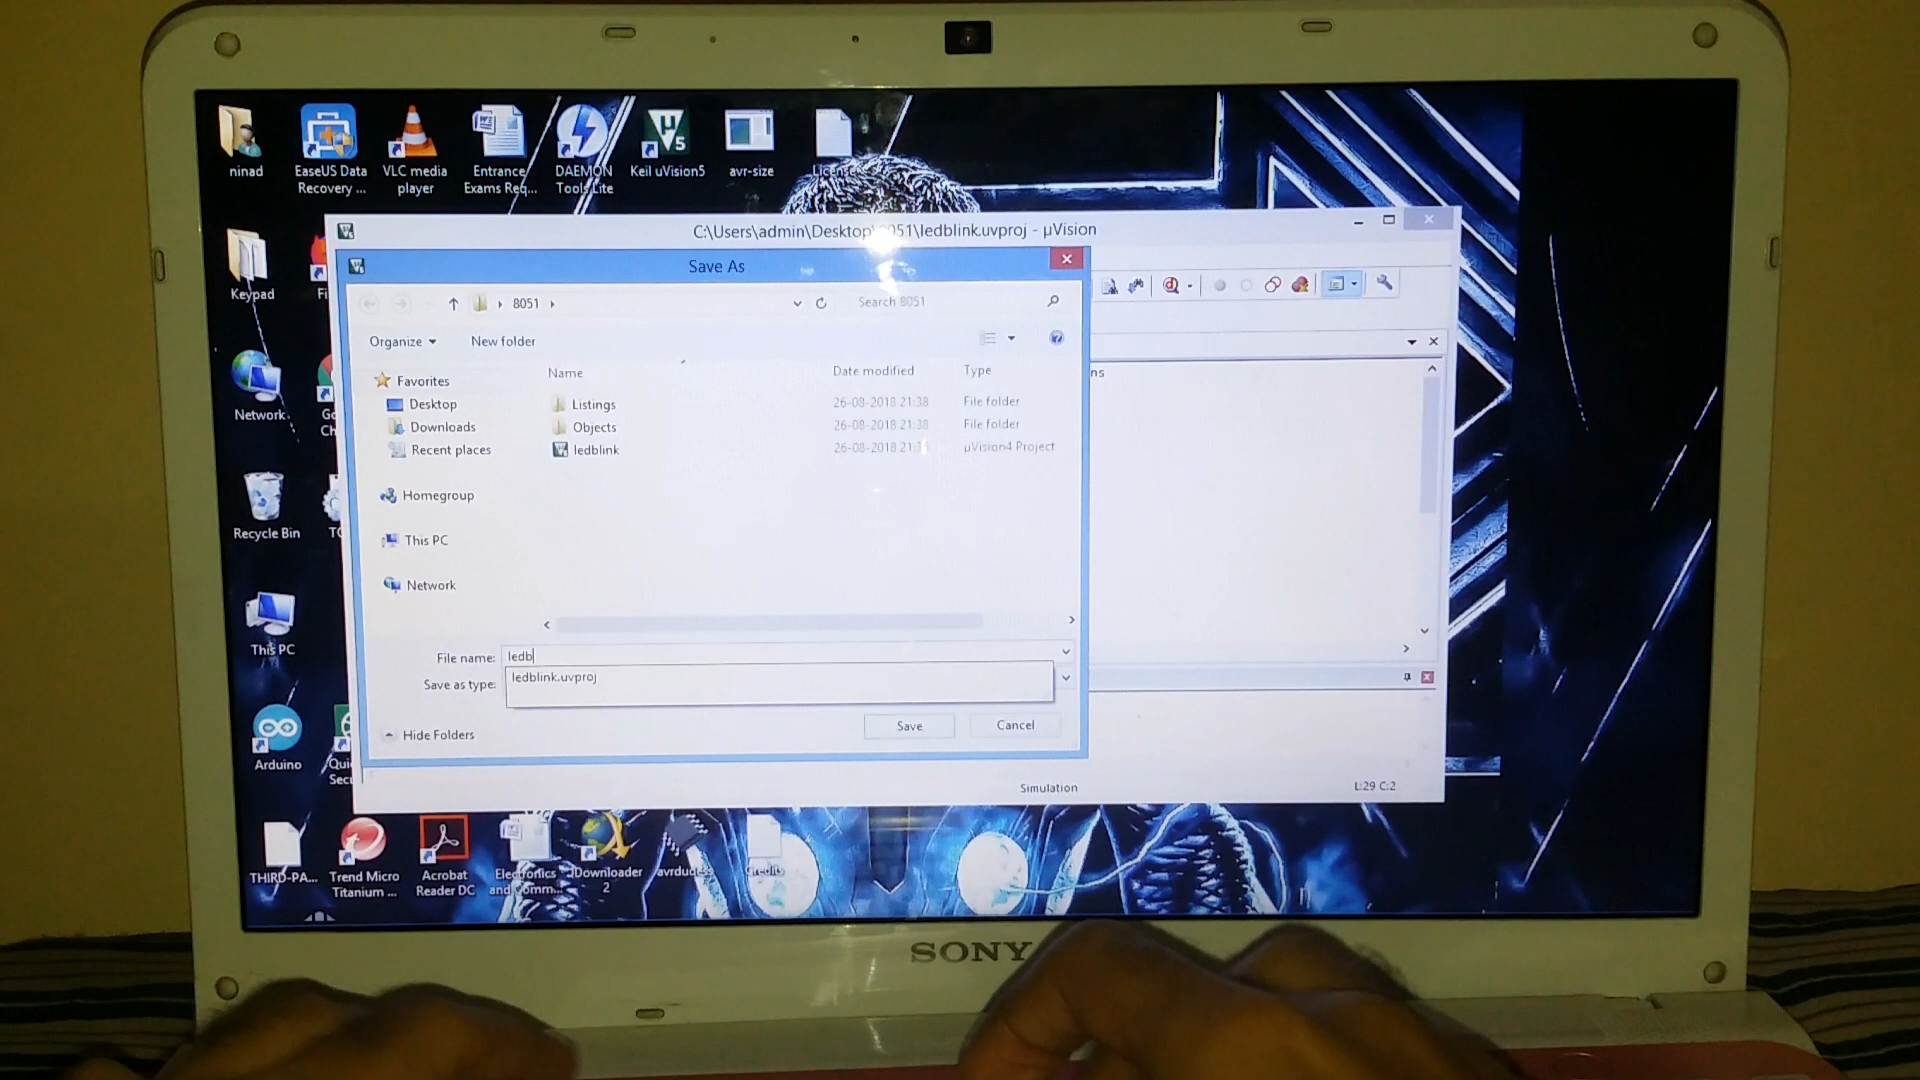 ninad
EaseUS Data
Recovery ...
VLC media
player
Entrance
Exams Req...
DAEMON
Tools Lite
Keil uVision5
avr-size
License
Keypad
Network
Recycle Bin
This PC
Arduino
C:\Users\admin\Desktop\8051\ledblink.uvproj - µVision
Save As
8051
Search 8051
Organize
New folder
Name
Date modified
Type
Favorites
Desktop
Downloads
Recent places
Homegroup
This PC
Network
Listings
26-08-2018 21:38
File folder
Objects
26-08-2018 21:38
File folder
ledblink
µVision4 Project
File name:
ledb
Save as type:
ledblink.uvproj
Hide Folders
Save
Cancel
Simulation
L:29 C:2
THIRD-PA...
Trend Micro
Titanium ...
Acrobat
Reader DC
Electronics
and Comm...
JDownloader
2
avrdudess
Credits
SONY